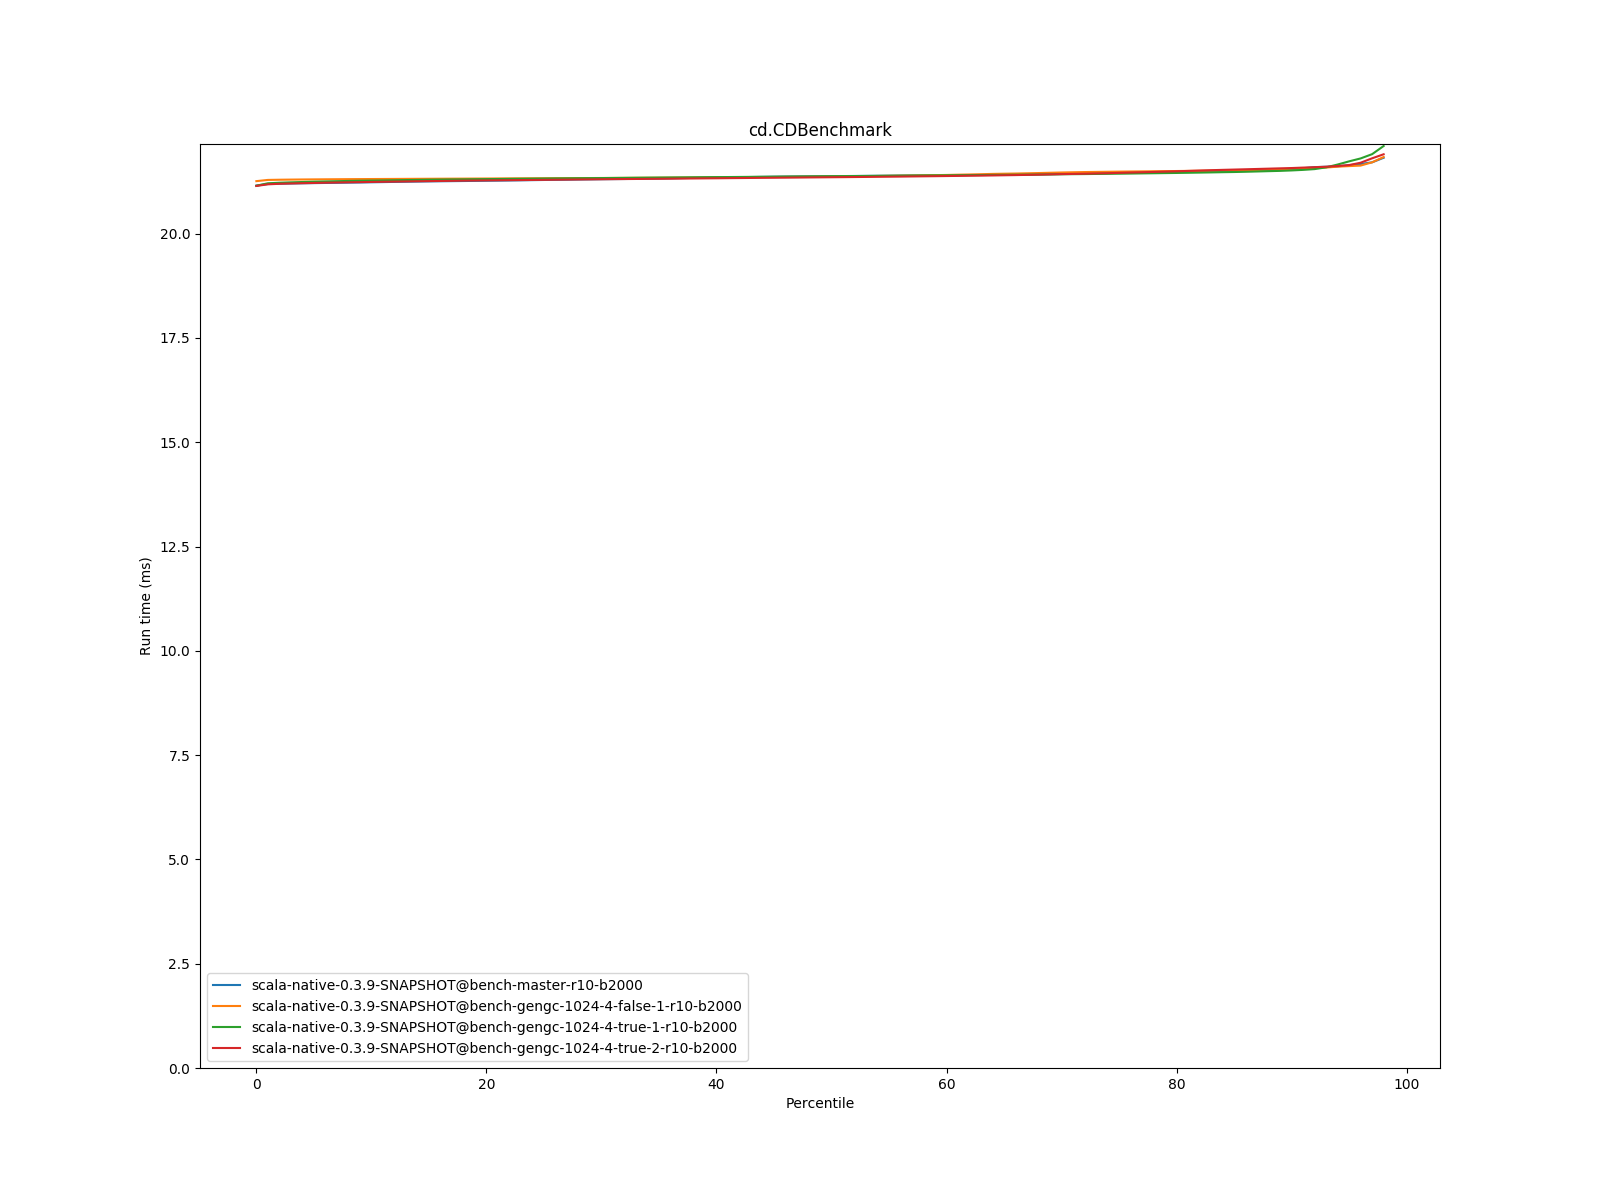 cd.CDBenchmark
Run time (ms)
20.0
17.5
15.0
12.5
10.0
7.5
5.0
2.5
0.0
scala-native-0.3.9-SNAPSHOT@bench-master-r10-b2000
scala-native-0.3.9-SNAPSHOT@bench-gengc-1024-4-false-1-r10-b2000
scala-native-0.3.9-SNAPSHOT@bench-gengc-1024-4-true-1-r10-b2000
scala-native-0.3.9-SNAPSHOT@bench-gengc-1024-4-true-2-r10-b2000
0 20 40 60 80 100
Percentile